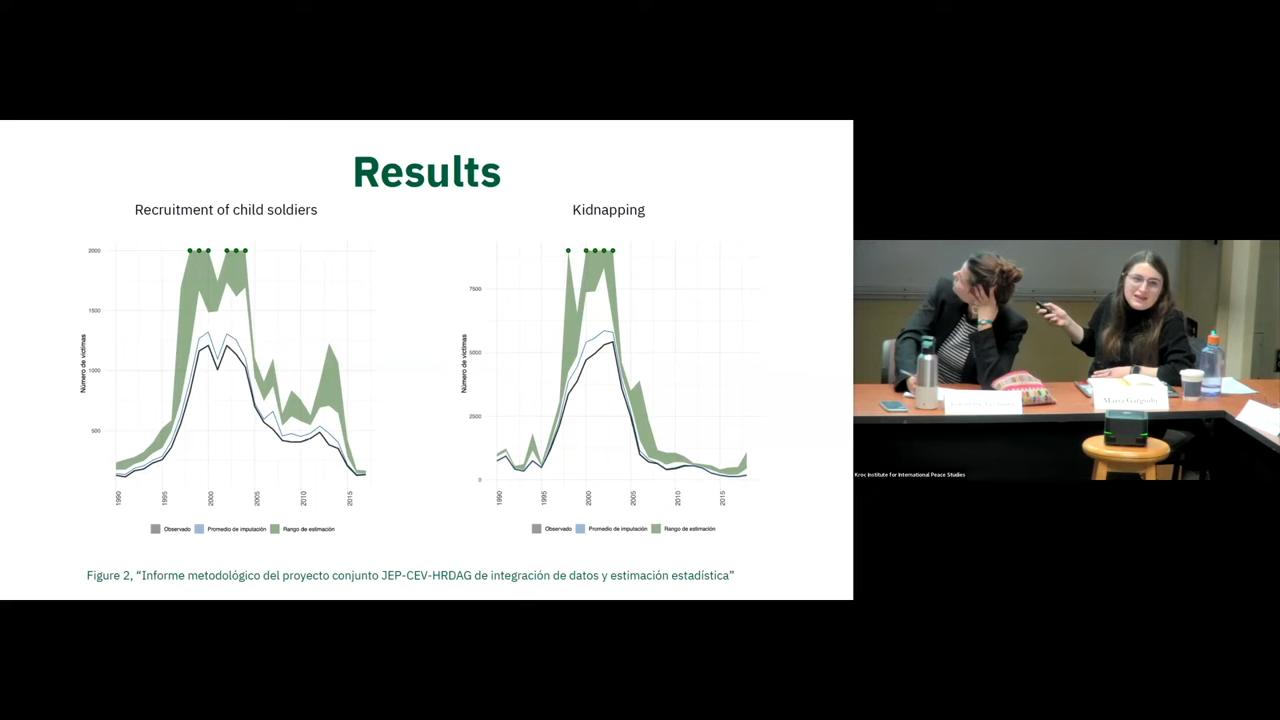 Results
Recruitment of child soldiers
Kidnapping
Número de víctimas
2000
1500
1000
500
1990
1995
2000
2005
2010
2015
Observado
Promedio de imputación
Rango de estimación
Número de víctimas
7500
5000
2500
0
1990
1995
2000
2005
2010
2015
Observado
Promedio de imputación
Rango de estimación
Figure 2, “Informe metodológico del proyecto conjunto JEP-CEV-HRDAG de integración de datos y estimación estadística”
Kroc Institute for International Peace Studies